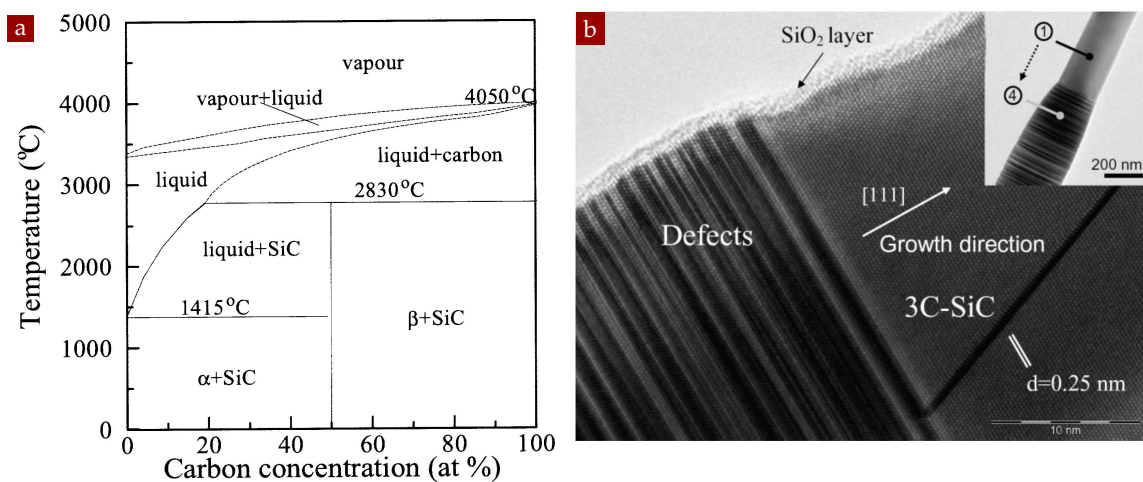 a
5000
4000
3000
2000
1000
0
Temperature (°C)
vapour
vapour+liquid
4050°C
liquid+carbon
liquid
2830°C
liquid+SiC
1415°C
β+SiC
α+SiC
0 20 40 60 80 100
Carbon concentration (at %)
b
SiO2 layer
1
4
200 nm
[111]
Growth direction
Defects
3C-SiC
d=0.25 nm
10 nm